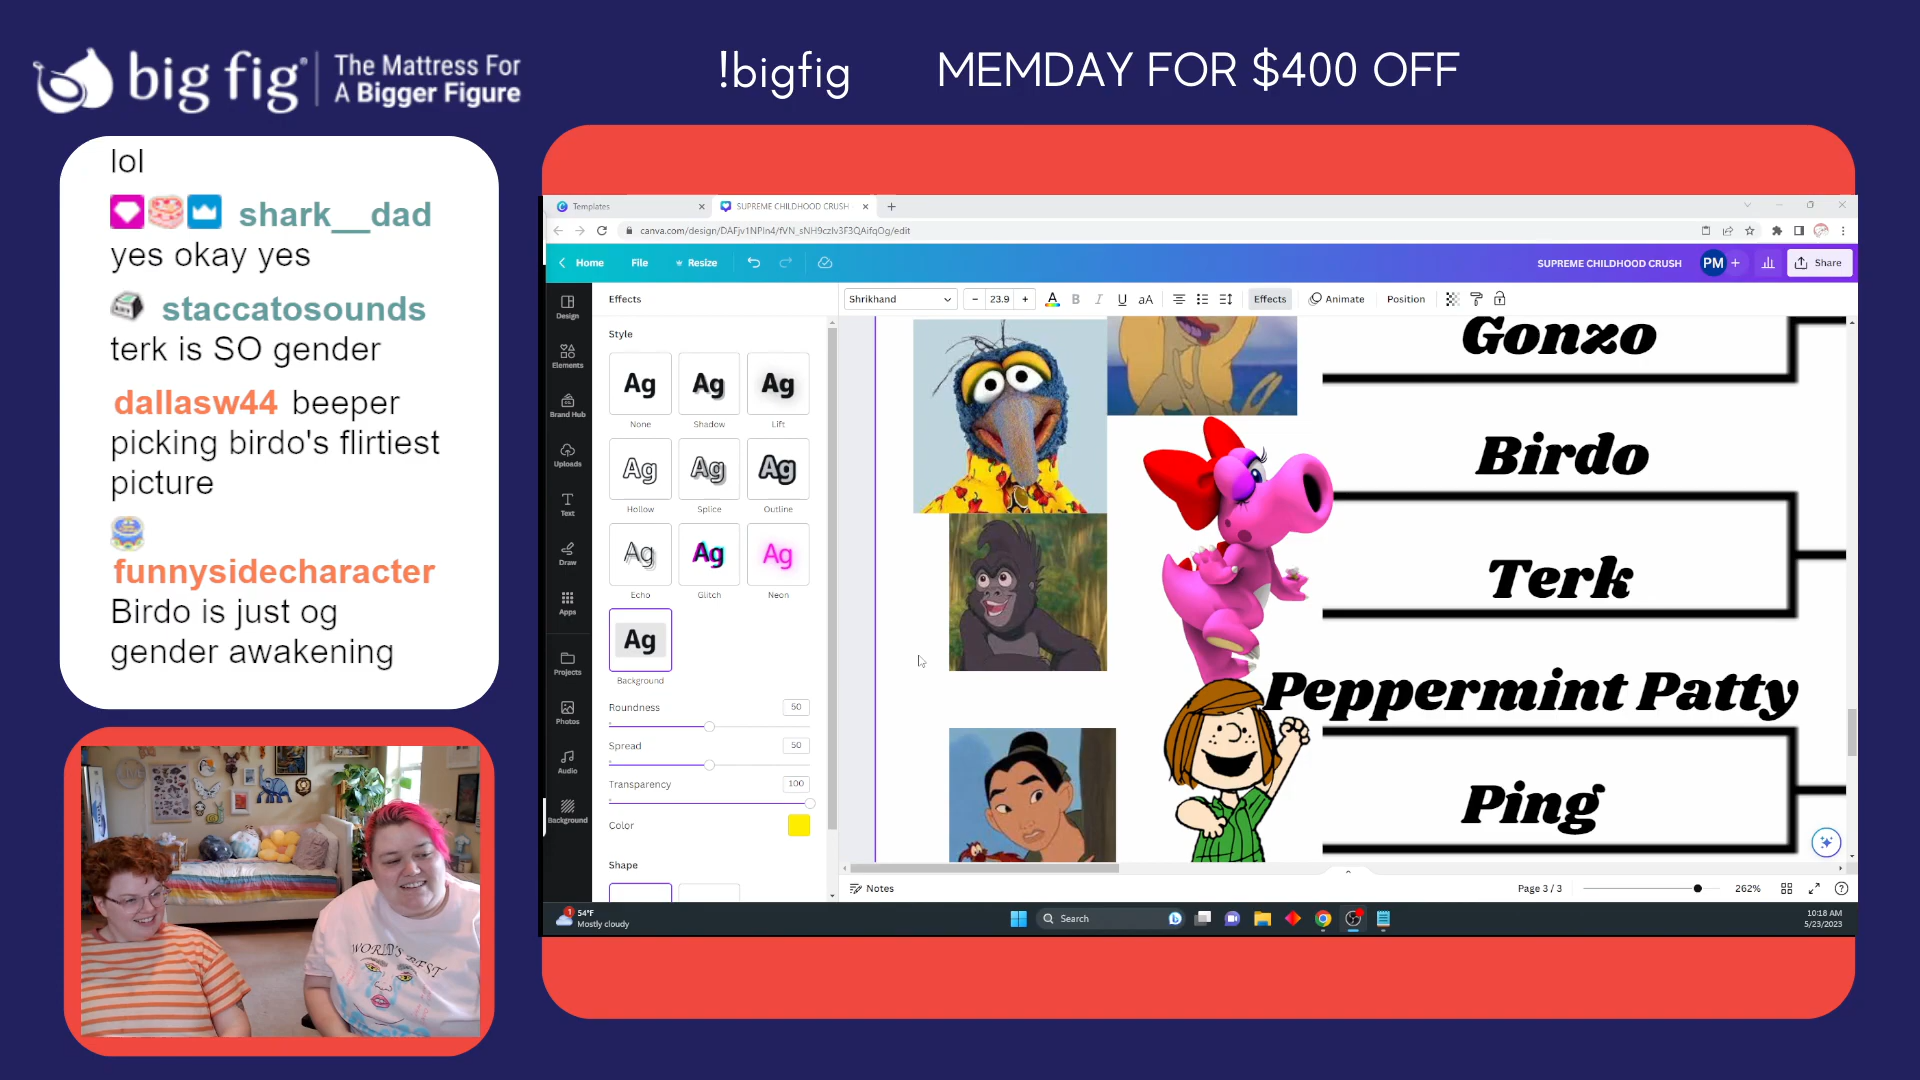 big fig
The Mattress For
A Bigger Figure
!bigfig
MEMDAY FOR $400 OFF
lol
shark__dad
yes okay yes
staccatosounds
terk is SO gender
dallasw44 beeper
picking birdo's flirtiest
picture
funnysidecharacter
Birdo is just og
gender awakening
WORLD'S BEST
Templates
SUPREME CHILDHOOD CRUSH
canva.com/design/DAFjv1NPln4/fVN_sNH9czlv3F3QAifqOg/edit
Home
File
Resize
SUPREME CHILDHOOD CRUSH
PM
Share
Design
Elements
Brand Hub
Uploads
Text
Draw
Apps
Projects
Photos
Audio
Background
Effects
Style
Ag
Ag
Ag
None
Shadow
Lift
Ag
Ag
Ag
Hollow
Splice
Outline
Ag
Ag
Ag
Echo
Glitch
Neon
Ag
Background
Roundness
50
Spread
50
Transparency
100
Color
Shape
Shrikhand
23.9
A
B
I
U
aA
Effects
Animate
Position
Gonzo
Birdo
Terk
Peppermint Patty
Ping
Notes
Page 3 / 3
262%
1
54°F
Mostly cloudy
Search
10:18 AM
5/23/2023